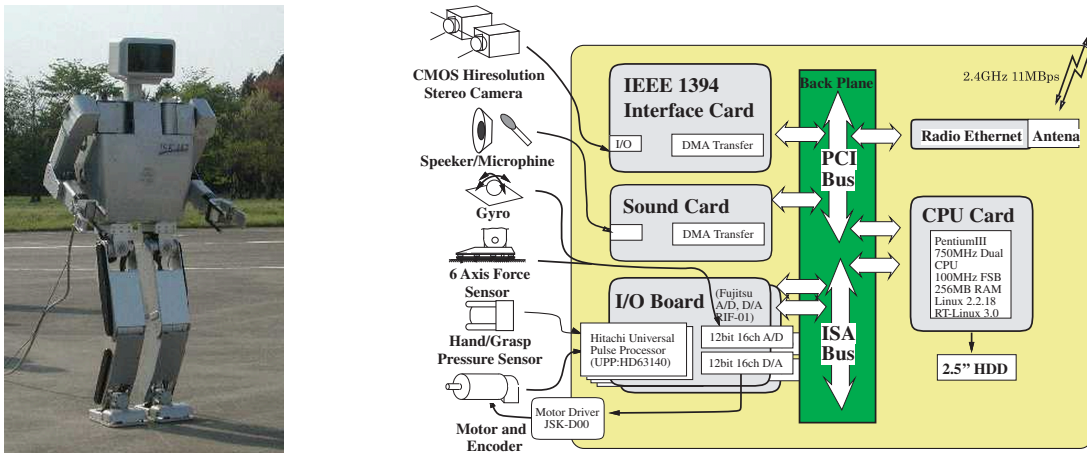 CMOS Hiresolution
Stereo Camera
Speeker/Microphine
Gyro
6 Axis Force
Sensor
Hand/Grasp
Pressure Sensor
Motor and
Encoder
IEEE 1394
Interface Card
I/O
DMA Transfer
Sound Card
DMA Transfer
I/O Board
(Fujitsu
A/D, D/A
RIF-01)
Hitachi Universal
Pulse Processor
(UPP:HD63140)
12bit 16ch A/D
12bit 16ch D/A
Motor Driver
JSK-D00
Back Plane
PCI
Bus
ISA
Bus
2.4GHz 11MBps
Radio Ethernet
Antena
CPU Card
PentiumIII
750MHz Dual
CPU
100MHz FSB
256MB RAM
Linux 2.2.18
RT-Linux 3.0
2.5” HDD